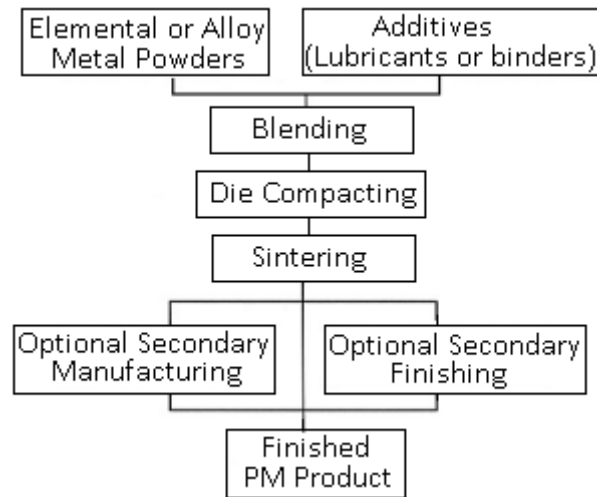 Elemental or Alloy
Metal Powders
Additives
(Lubricants or binders)
Blending
Die Compacting
Sintering
Optional Secondary
Manufacturing
Optional Secondary
Finishing
Finished
PM Product